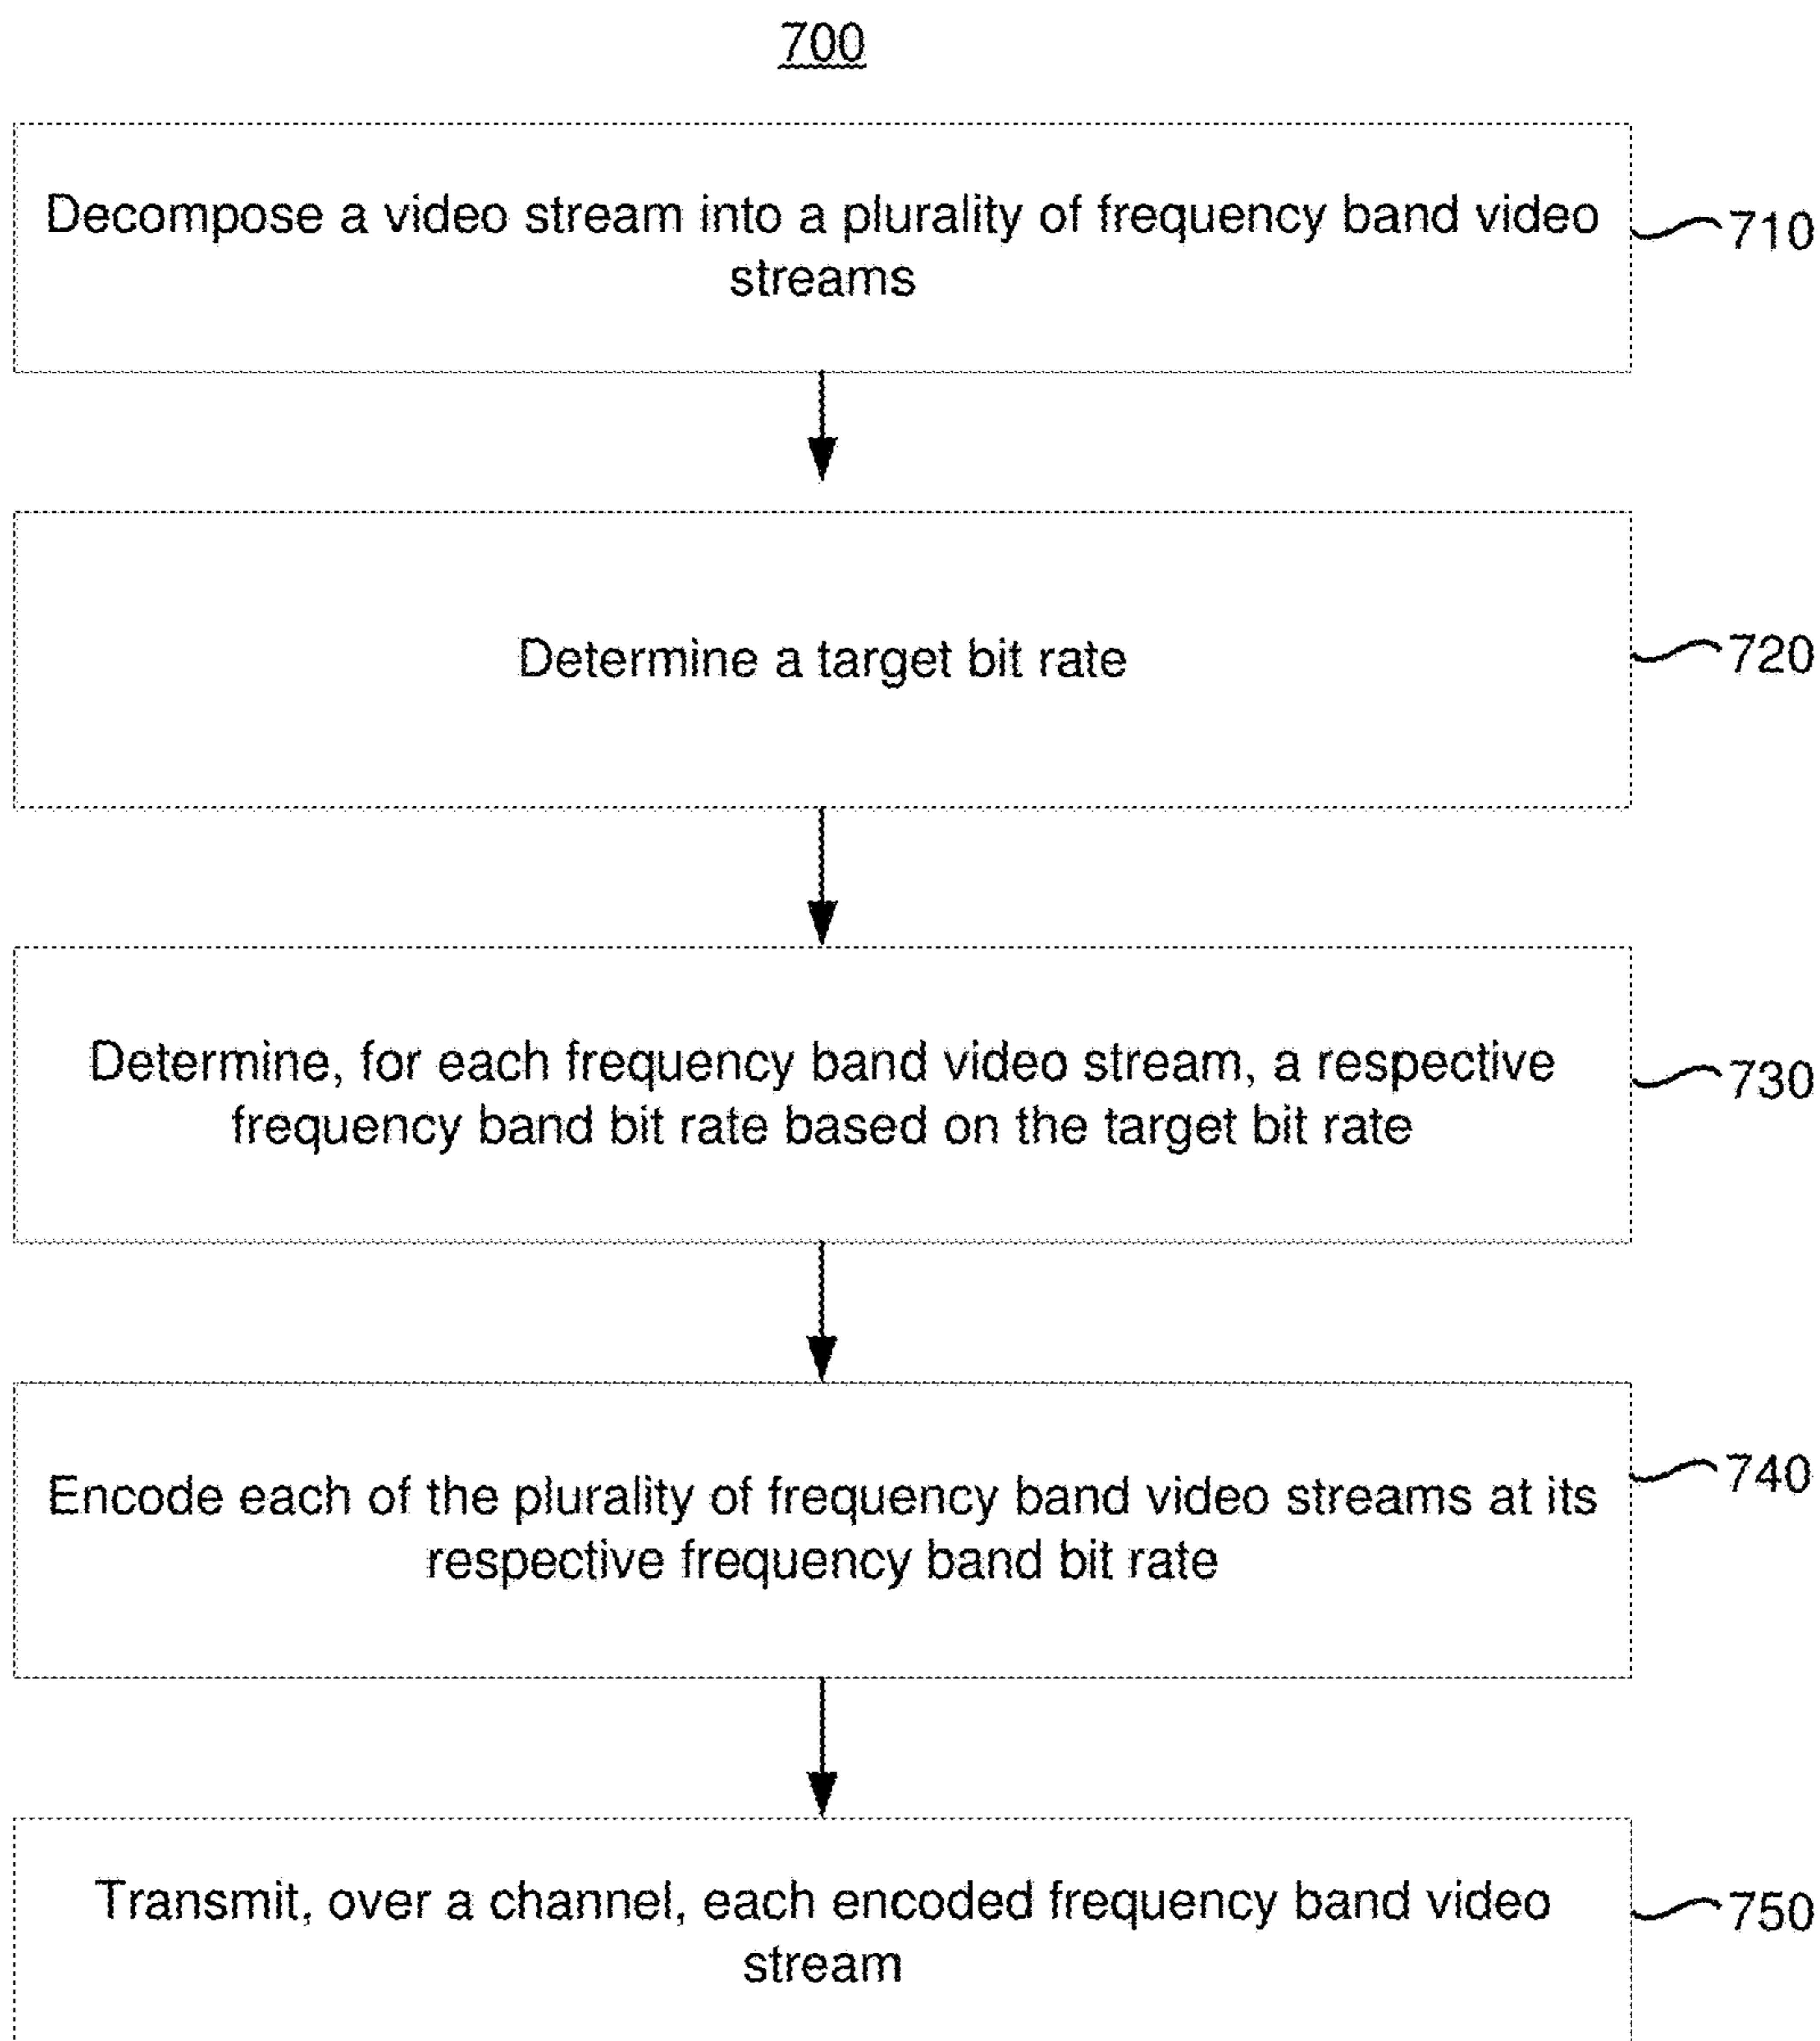 700
Decompose a video stream into a plurality of frequency band video
streams
710
Determine a target bit rate
720
Determine, for each frequency band video stream, a respective
frequency band bit rate based on the target bit rate
730
Encode each of the plurality of frequency band video streams at its
respective frequency band bit rate
740
Transmit, over a channel, each encoded frequency band video
stream
750